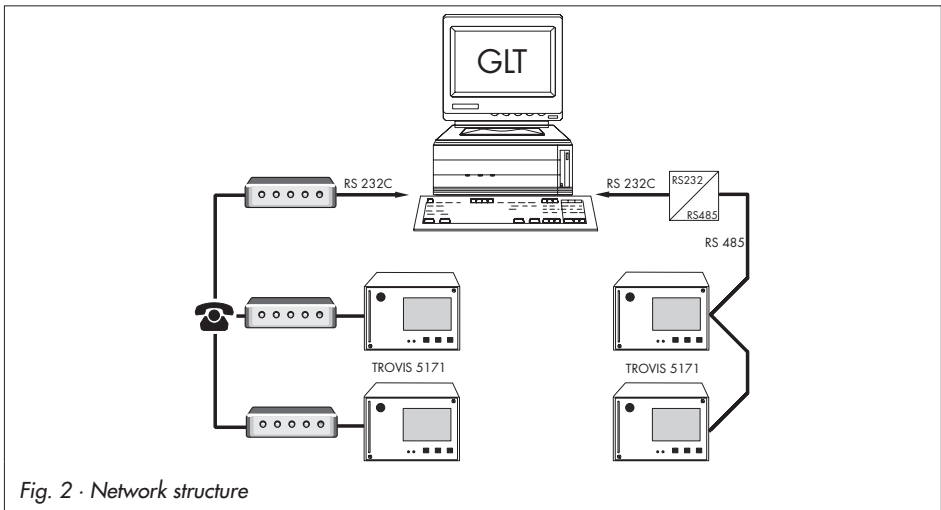 GLT
RS 232C
RS 232C
RS232
RS485
RS 485
TROVIS 5171
TROVIS 5171
Fig. 2 · Network structure